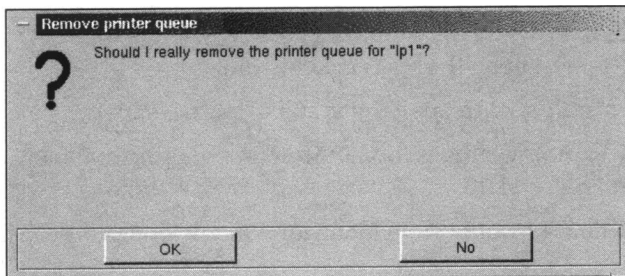 Remove printer queue
Should I really remove the printer queue for "lp1"?
OK
No